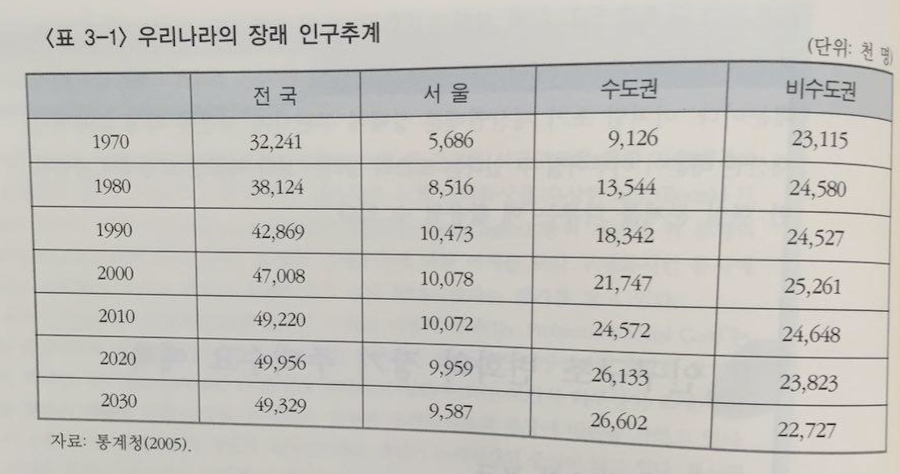 〈표 3-1〉 우리나라의 장래 인구추계
(단위: 천 명)
전 국 서 울 수도권 비수도권
1970 32,241 5,686 9,126 23,115
1980 38,124 8,516 13,544 24,580
1990 42,869 10,473 18,342 24,527
2000 47,008 10,078 21,747 25,261
2010 49,220 10,072 24,572 24,648
2020 49,956 9,959 26,133 23,823
2030 49,329 9,587 26,602 22,727
자료: 통계청(2005).